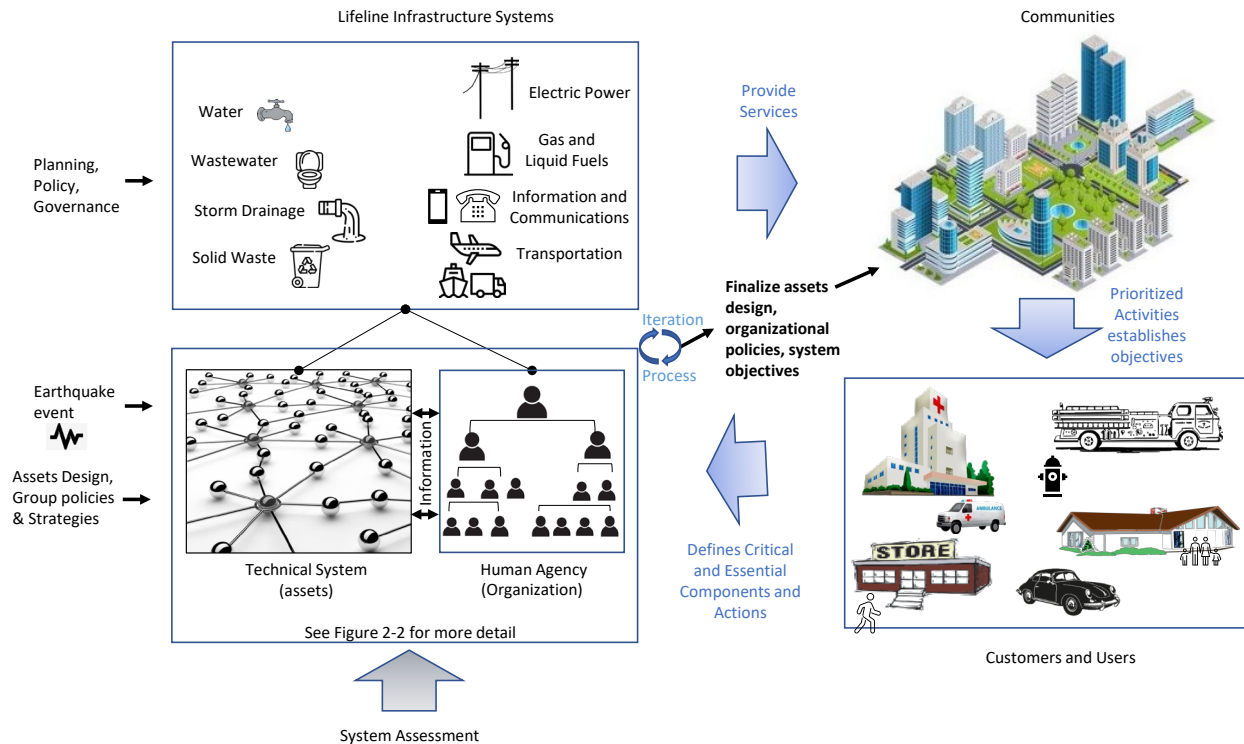 Lifeline Infrastructure Systems
Communities
Water
Wastewater
Storm Drainage
Solid Waste
Electric Power
Gas and
Liquid Fuels
Information and
Communications
Transportation
Planning,
Policy,
Governance
Provide
Services
Finalize assets
design,
organizational
policies, system
objectives
Iteration
Process
Prioritized
Activities
establishes
objectives
Earthquake
event
Assets Design,
Group policies
& Strategies
Information
Technical System
(assets)
Human Agency
(Organization)
See Figure 2-2 for more detail
Defines Critical
and Essential
Components and
Actions
AMBULANCE
STORE
Customers and Users
System Assessment